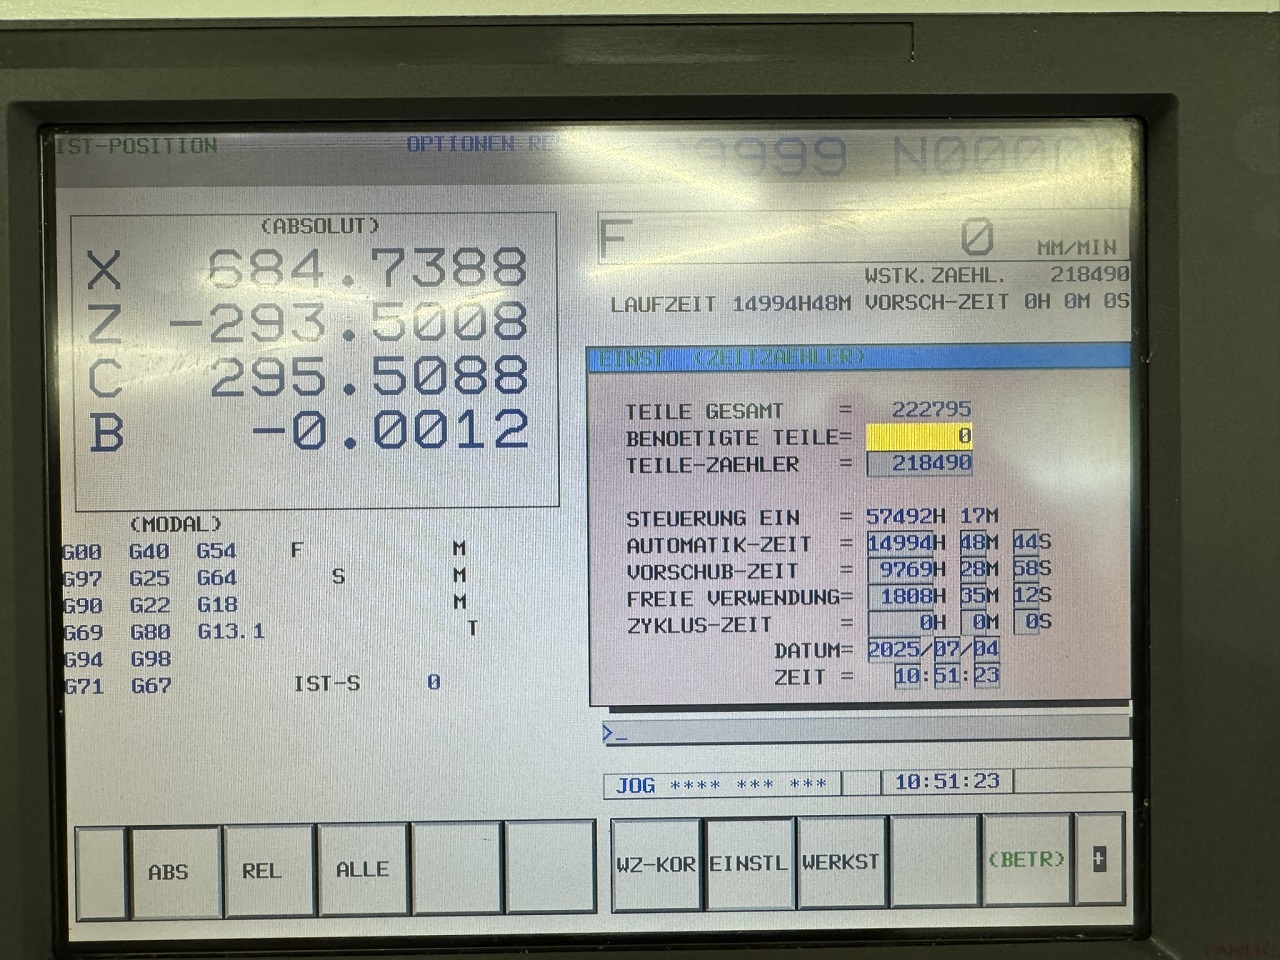 IST-POSITION OPTIONEN
9999 N0000
(ABSOLUT)
X 684.7388
Z -293.5008
C 295.5088
B -0.0012
F 0 MM/MIN
WSTK.ZAEHL. 218490
LAUFZEIT 14994H48M VORSCH-ZEIT 0H 0M 0S
EINST (ZEITZAEHLER)
TEILE GESAMT = 222795
BENOETIGTE TEILE= 0
TEILE-ZAEHLER = 218490
STEUERUNG EIN = 57492H 17M
AUTOMATIK-ZEIT = 14994H 48M 44S
VORSCHUB-ZEIT = 9769H 28M 58S
FREIE VERWENDUNG= 1808H 35M 12S
ZYKLUS-ZEIT = 0H 0M 0S
DATUM= 2025/07/04
ZEIT = 10:51:23
(MODAL)
G00 G40 G54 F M
G97 G25 G64 S M
G90 G22 G18 M
G69 G80 G13.1 T
G94 G98
G71 G67 IST-S 0
>_
JOG **** *** *** 10:51:23
ABS REL ALLE WZ-KOR EINSTL WERKST (BETR) +